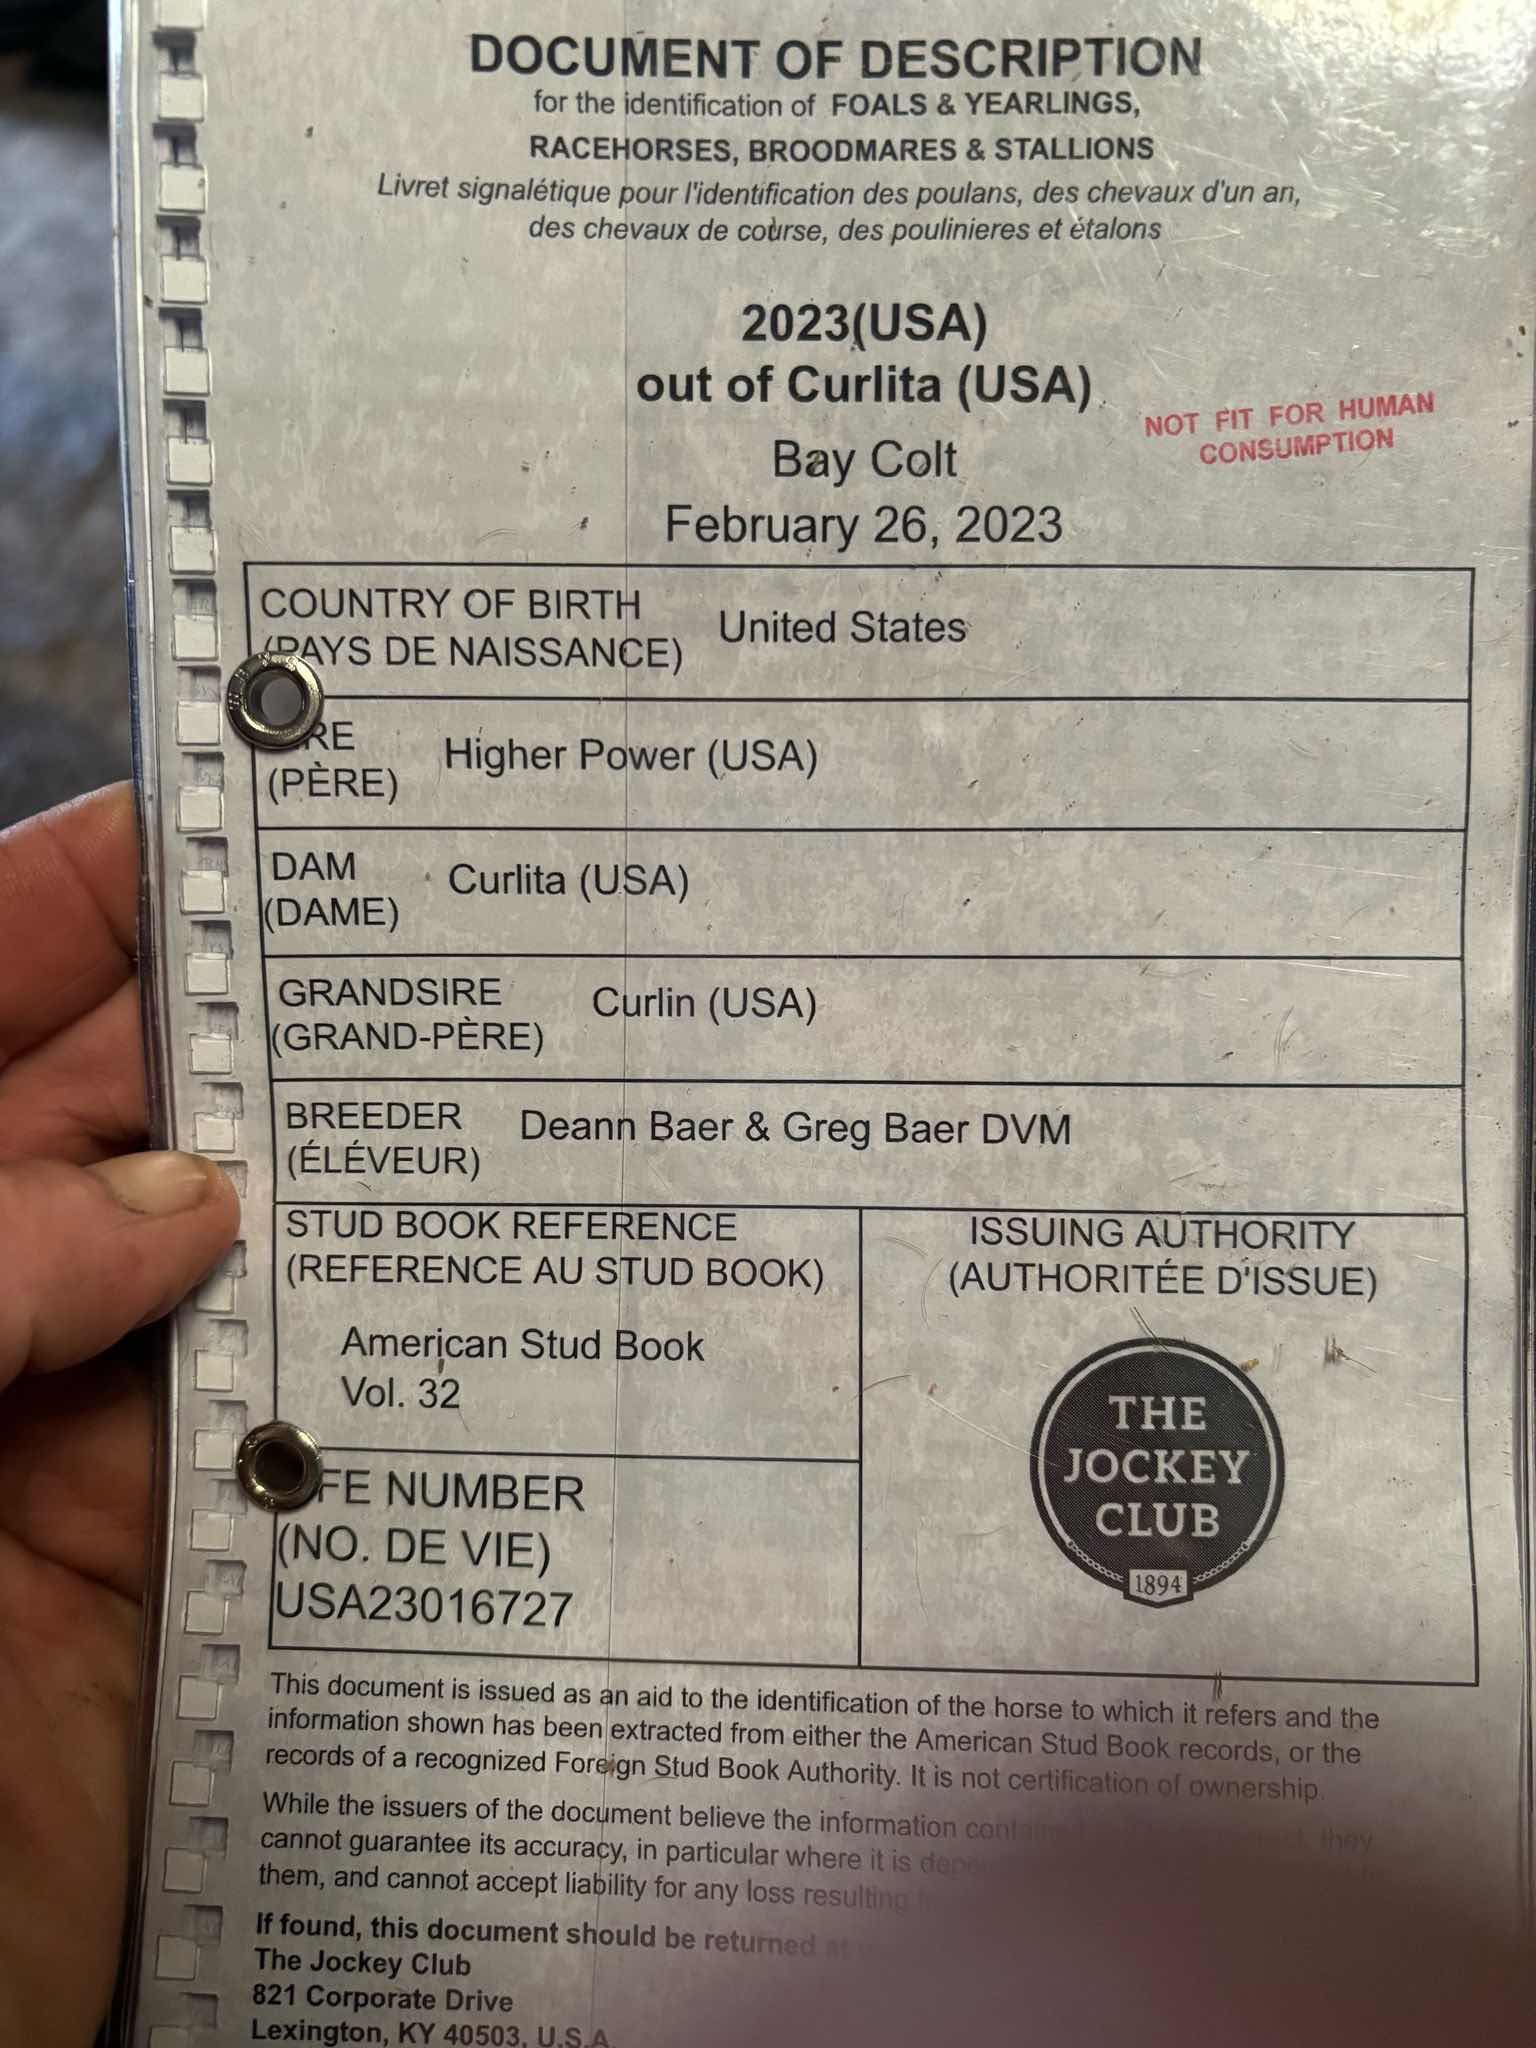 DOCUMENT OF DESCRIPTION
for the identification of FOALS & YEARLINGS,
RACEHORSES, BROODMARES & STALLIONS
Livret signalétique pour l'identification des poulans, des chevaux d'un an,
des chevaux de course, des poulinieres et étalons
2023(USA)
out of Curlita (USA)
NOT FIT FOR HUMAN
CONSUMPTION
Bay Colt
February 26, 2023
COUNTRY OF BIRTH
(PAYS DE NAISSANCE)
United States
RE
(PÈRE)
Higher Power (USA)
DAM
(DAME)
Curlita (USA)
GRANDSIRE
(GRAND-PÈRE)
Curlin (USA)
BREEDER
(ÉLÉVEUR)
Deann Baer & Greg Baer DVM
STUD BOOK REFERENCE
(REFERENCE AU STUD BOOK)
American Stud Book
Vol. 32
ISSUING AUTHORITY
(AUTHORITÉE D'ISSUE)
THE
JOCKEY
CLUB
1894
FE NUMBER
(NO. DE VIE)
USA23016727
This document is issued as an aid to the identification of the horse to which it refers and the
information shown has been extracted from either the American Stud Book records, or the
records of a recognized Foreign Stud Book Authority. It is not certification of ownership.
While the issuers of the document believe the information they
cannot guarantee its accuracy, in particular where it is
them, and cannot accept liability for any loss resulting
If found, this document should be returned
The Jockey Club
821 Corporate Drive
Lexington, KY 40503, U.S.A.